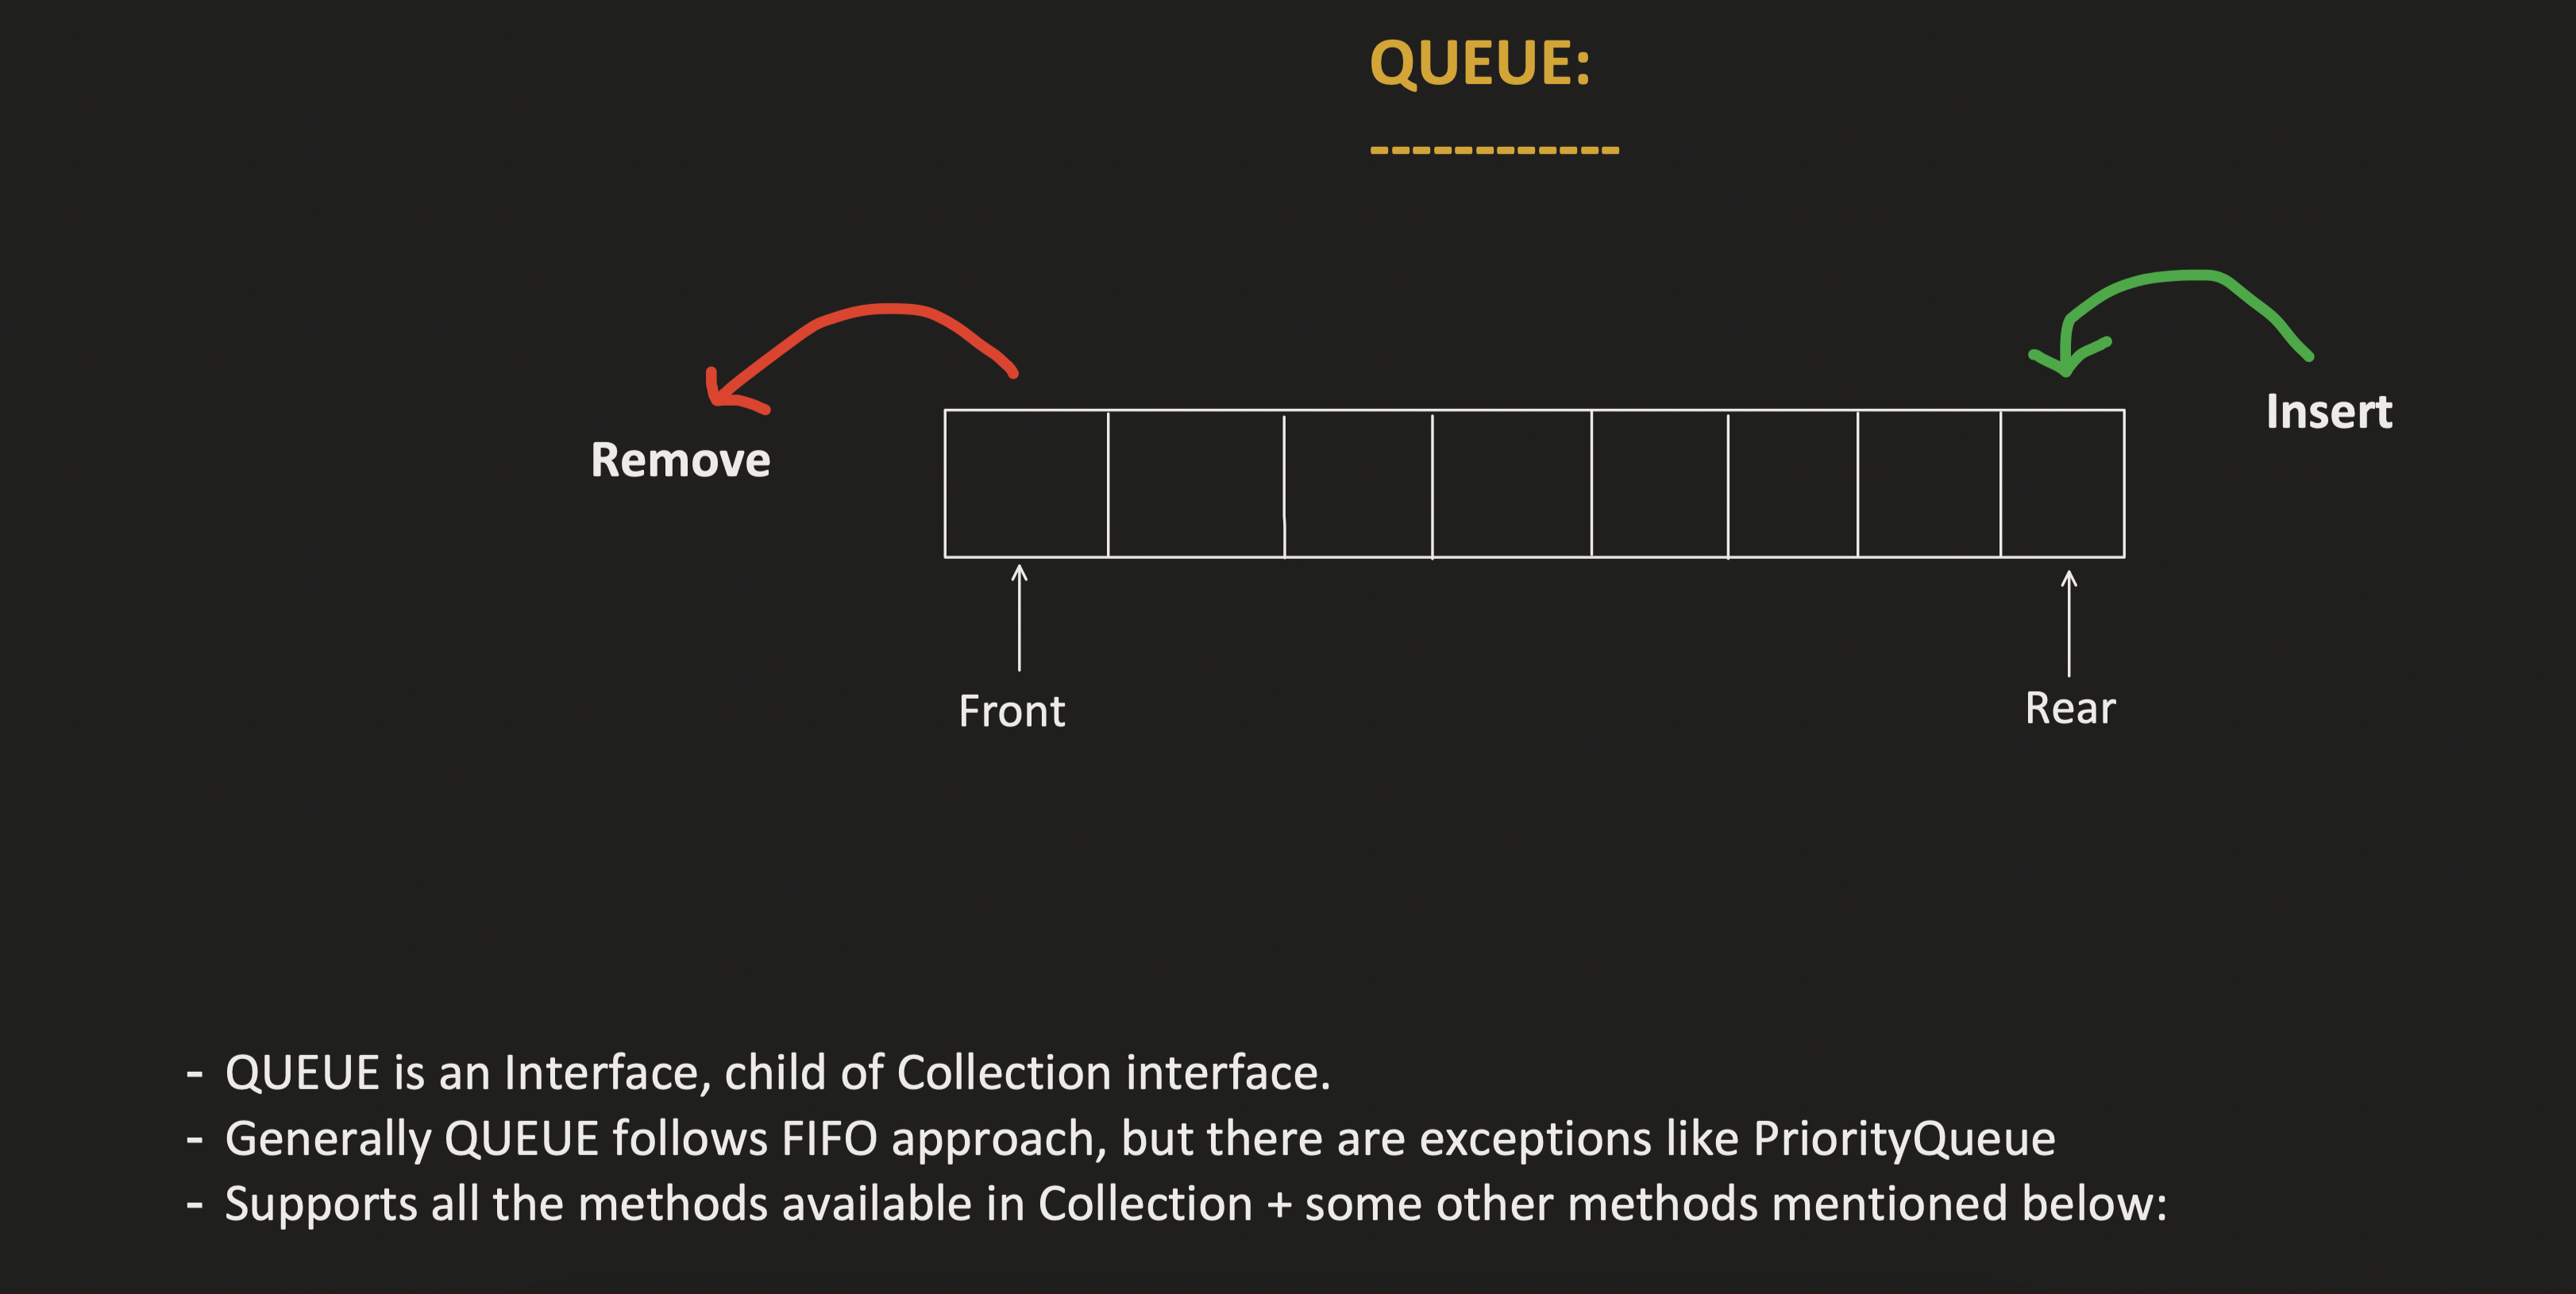 QUEUE:
------------
Insert
Remove
Front
Rear
- QUEUE is an Interface, child of Collection interface.
- Generally QUEUE follows FIFO approach, but there are exceptions like PriorityQueue
- Supports all the methods available in Collection + some other methods mentioned below: